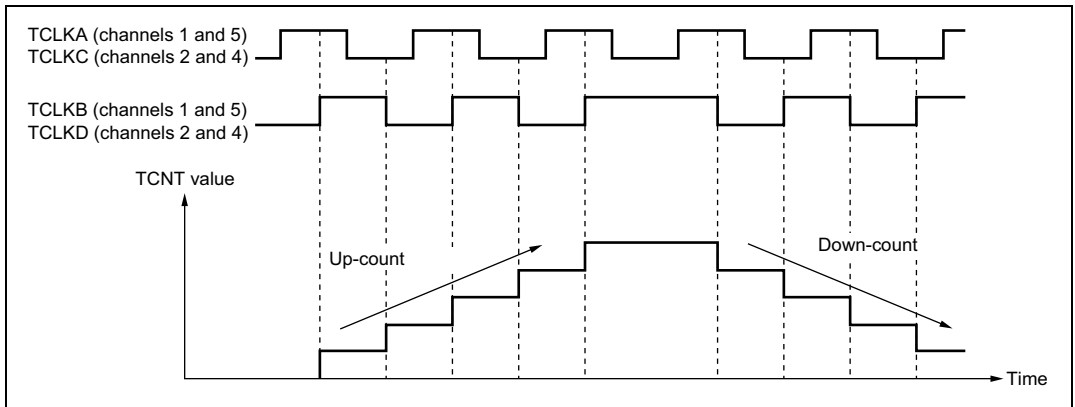 TCLKA (channels 1 and 5)
TCLKC (channels 2 and 4)
TCLKB (channels 1 and 5)
TCLKD (channels 2 and 4)
TCNT value
Up-count
Down-count
Time